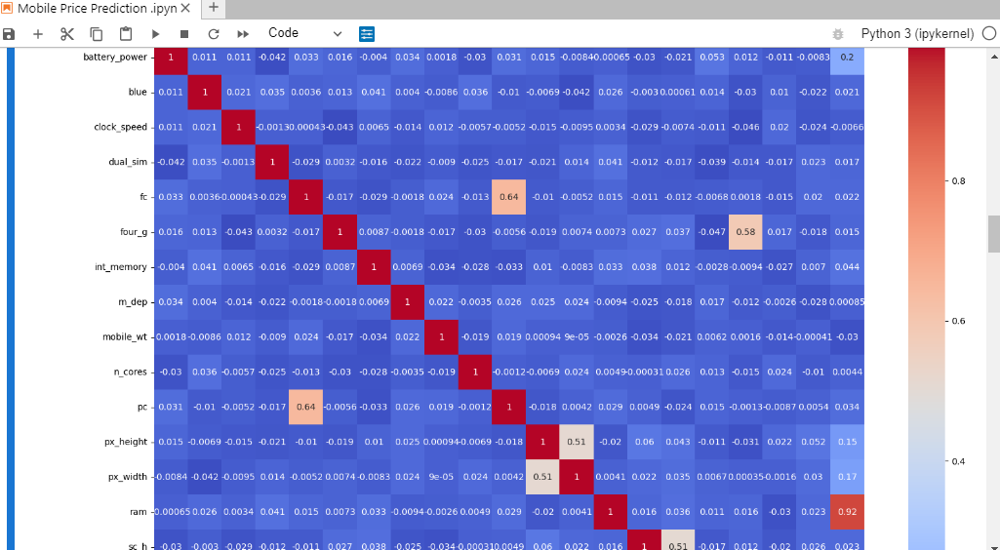 Mobile Price Prediction .ipyn
Code
Python 3 (ipykernel)
battery_power 1 0.011 0.011 -0.042 0.033 0.016 -0.004 0.034 0.0018 -0.03 0.031 0.015 -0.0084 0.00065 -0.03 -0.021 0.053 0.012 -0.011 -0.0083 0.2
blue 0.011 1 0.021 0.035 0.0036 0.013 0.041 0.004 -0.0086 0.036 -0.01 -0.0069 -0.042 0.026 -0.003 0.00061 0.014 -0.03 0.01 -0.022 0.021
clock_speed 0.011 0.021 1 -0.0013 0.00043 -0.043 0.0065 -0.014 0.012 -0.0057 -0.0052 -0.015 -0.0095 0.0034 -0.029 -0.0074 -0.011 -0.046 0.02 -0.024 -0.0066
dual_sim -0.042 0.035 -0.0013 1 -0.029 0.0032 -0.016 -0.022 -0.009 -0.025 -0.017 -0.021 0.014 0.041 -0.012 -0.017 -0.039 -0.014 -0.017 0.023 0.017
0.8
fc 0.033 0.0036 -0.00043 -0.029 1 -0.017 -0.029 -0.0018 0.024 -0.013 0.64 -0.01 -0.0052 0.015 -0.011 -0.012 -0.0068 0.0018 -0.015 0.02 0.022
four_g 0.016 0.013 -0.043 0.0032 -0.017 1 0.0087 -0.0018 -0.017 -0.03 -0.0056 -0.019 0.0074 0.0073 0.027 0.037 -0.047 0.58 0.017 -0.018 0.015
int_memory -0.004 0.041 0.0065 -0.016 -0.029 0.0087 1 0.0069 -0.034 -0.028 -0.033 0.01 -0.0083 0.033 0.038 0.012 -0.0028 -0.0094 -0.027 0.007 0.044
m_dep 0.034 0.004 -0.014 -0.022 -0.0018 -0.0018 0.0069 1 0.022 -0.0035 0.026 0.025 0.024 -0.0094 -0.025 -0.018 0.017 -0.012 -0.0026 -0.028 0.00085
0.6
mobile_wt 0.0018 -0.0086 0.012 -0.009 0.024 -0.017 -0.034 0.022 1 -0.019 0.019 0.00094 9e-05 -0.0026 -0.034 -0.021 0.0062 0.0016 -0.014 -0.00041 -0.03
n_cores -0.03 0.036 -0.0057 -0.025 -0.013 -0.03 -0.028 -0.0035 -0.019 1 -0.0012 -0.0069 0.024 0.0049 -0.00031 0.026 0.013 -0.015 0.024 -0.01 0.0044
pc 0.031 -0.01 -0.0052 -0.017 0.64 -0.0056 -0.033 0.026 0.019 -0.0012 1 -0.018 0.0042 0.029 0.0049 -0.024 0.015 -0.0013 -0.0087 0.0054 0.034
px_height 0.015 -0.0069 -0.015 -0.021 -0.01 -0.019 0.01 0.025 0.00094 -0.0069 -0.018 1 0.51 -0.02 0.06 0.043 -0.011 -0.031 0.022 0.052 0.15
0.4
px_width -0.0084 -0.042 -0.0095 0.014 -0.0052 0.0074 -0.0083 0.024 9e-05 0.024 0.0042 0.51 1 0.0041 0.022 0.035 0.0067 0.00035 -0.0016 0.03 0.17
ram 0.00065 0.026 0.0034 0.041 0.015 0.0073 0.033 -0.0094 -0.0026 0.0049 0.029 -0.02 0.0041 1 0.016 0.036 0.011 0.016 -0.03 0.023 0.92
sc_h -0.03 -0.003 -0.029 -0.012 -0.011 0.027 0.038 -0.025 -0.034 -0.00031 0.0049 0.06 0.022 0.016 1 0.51 -0.017 0.012 -0.02 0.026 0.023